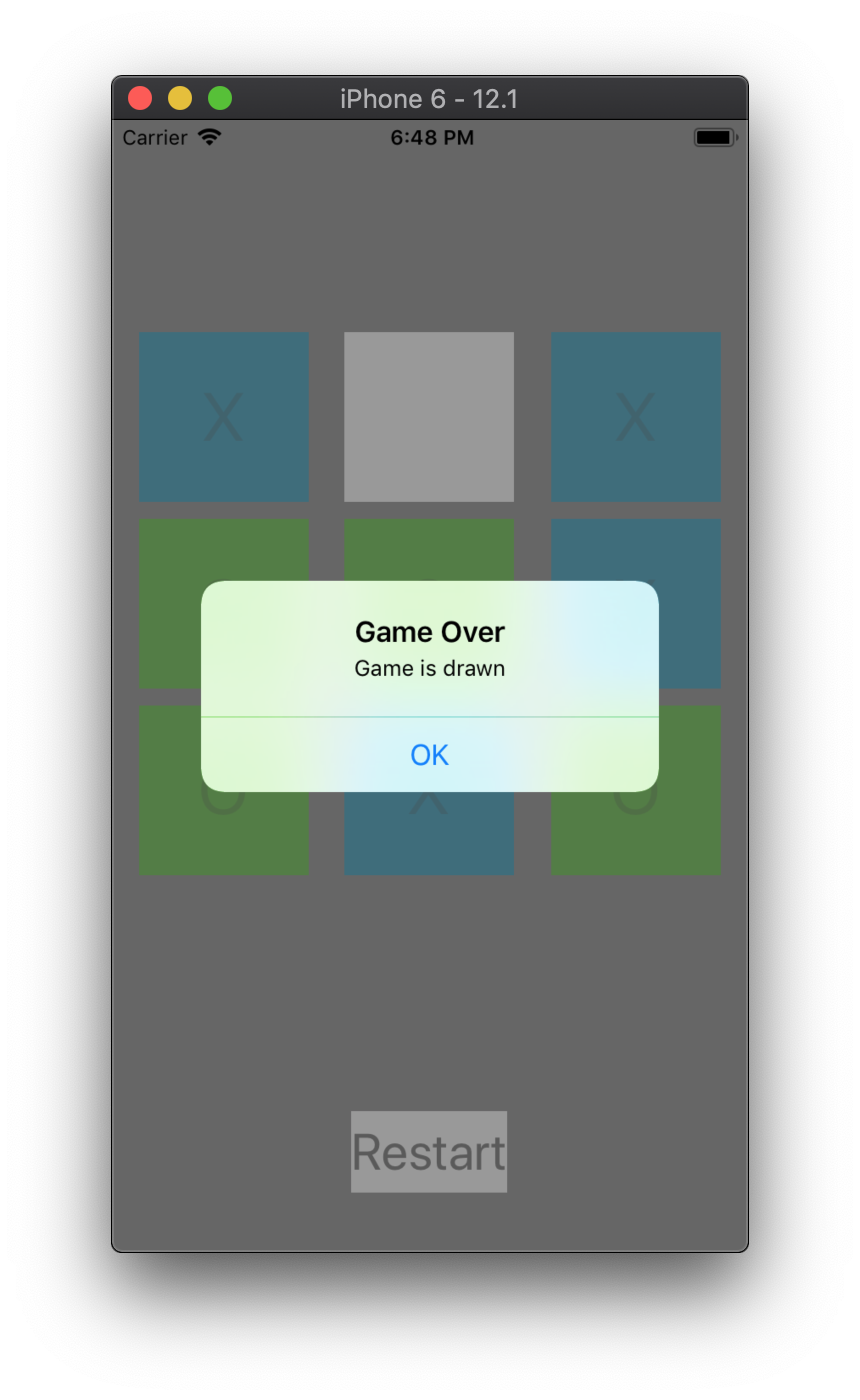 iPhone 6 - 12.1
Carrier 6:48 PM
X X
Game Over
Game is drawn
OK
O X O
Restart